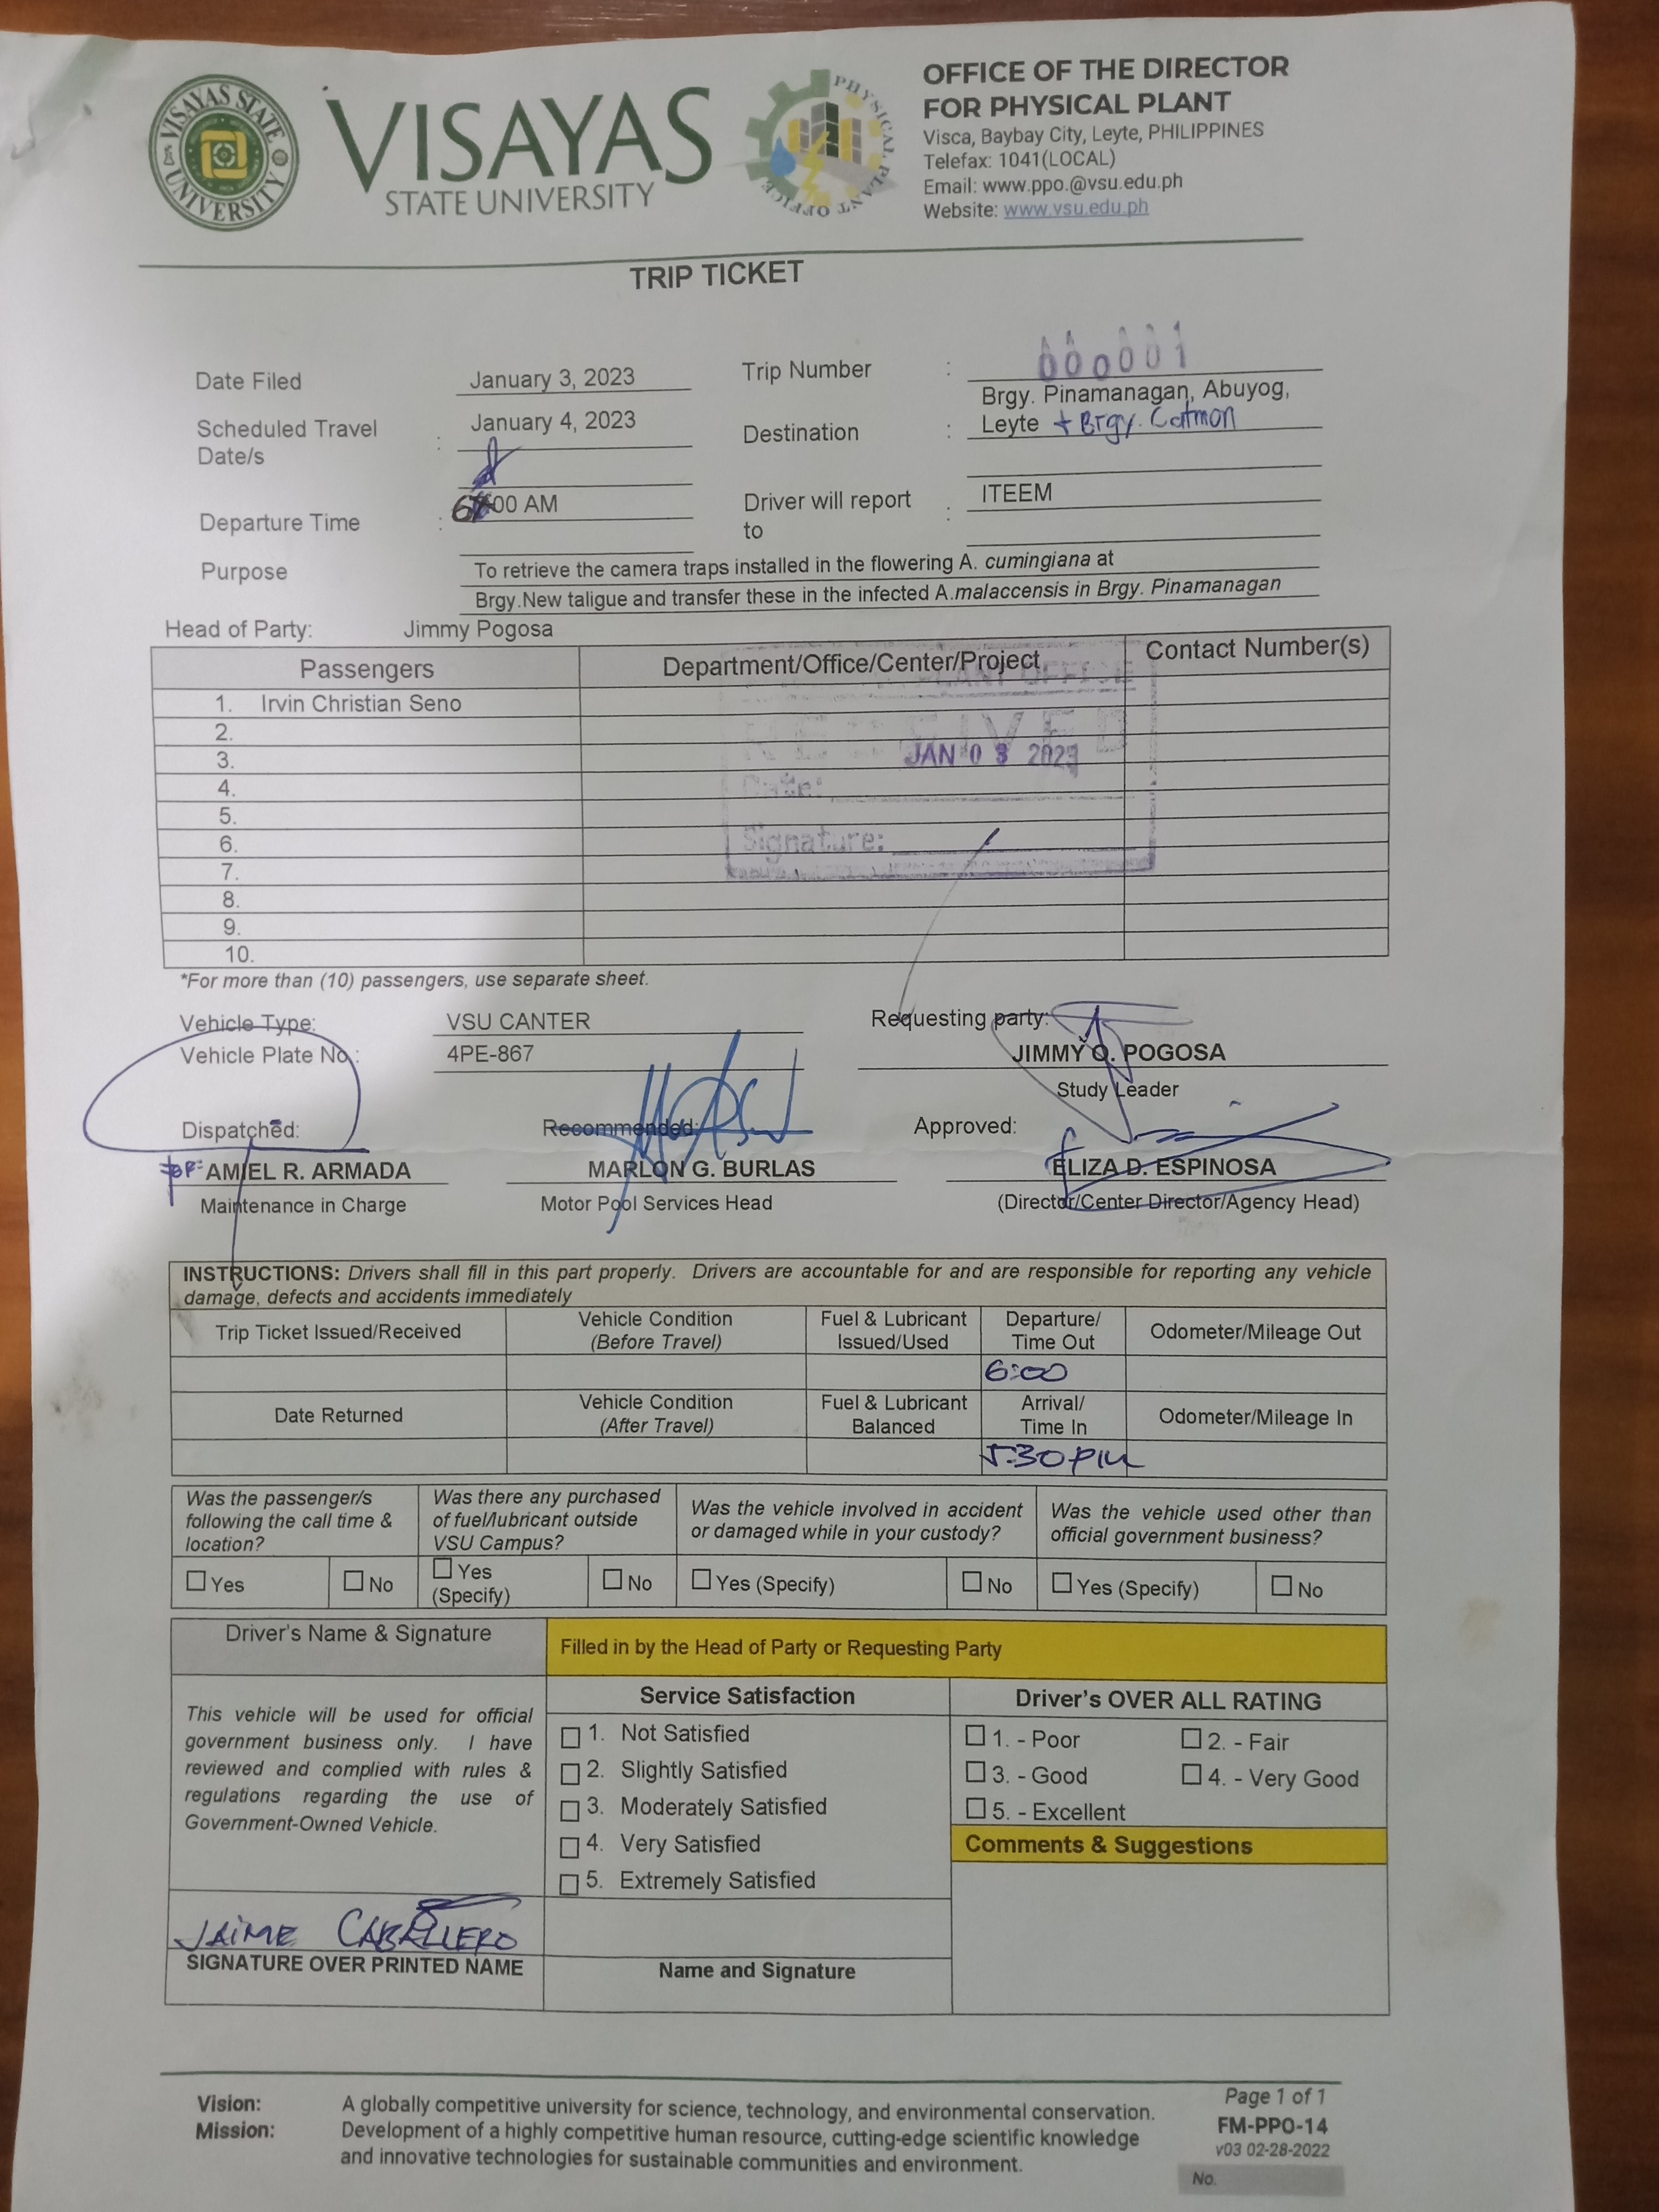 VISAYAS STATE UNIVERSITY
VISAYAS
STATE UNIVERSITY
PHYSICAL PLANT OFFICE
OFFICE OF THE DIRECTOR
FOR PHYSICAL PLANT
Visca, Baybay City, Leyte, PHILIPPINES
Telefax: 1041(LOCAL)
Email: www.ppo.@vsu.edu.ph
Website: www.vsu.edu.ph
TRIP TICKET
Date Filed January 3, 2023 Trip Number : 000001
Scheduled Travel Date/s : January 4, 2023 Destination : Brgy. Pinamanagan, Abuyog,
Leyte + Brgy. Catmon
Departure Time : 6:00 AM Driver will report to : ITEEM
Purpose To retrieve the camera traps installed in the flowering A. cumingiana at
Brgy.New taligue and transfer these in the infected A.malaccensis in Brgy. Pinamanagan
Head of Party: Jimmy Pogosa
Passengers Department/Office/Center/Project Contact Number(s)
1. Irvin Christian Seno
2.
3.
4.
5.
6.
7.
8.
9.
10.
PLANT OFFICE
RECEIVED
JAN 03 2023
Date:
Signature:
*For more than (10) passengers, use separate sheet.
Vehicle Type: VSU CANTER Requesting party:
Vehicle Plate No.: 4PE-867 JIMMY O. POGOSA
Study Leader
Dispatched: Recommended: Approved:
for: AMIEL R. ARMADA MARLON G. BURLAS ELIZA D. ESPINOSA
Maintenance in Charge Motor Pool Services Head (Director/Center Director/Agency Head)
INSTRUCTIONS: Drivers shall fill in this part properly. Drivers are accountable for and are responsible for reporting any vehicle
damage, defects and accidents immediately
Trip Ticket Issued/Received Vehicle Condition (Before Travel) Fuel & Lubricant Issued/Used Departure/ Time Out Odometer/Mileage Out
6:00
Date Returned Vehicle Condition (After Travel) Fuel & Lubricant Balanced Arrival/ Time In Odometer/Mileage In
5:30 PM
Was the passenger/s following the call time & location? Was there any purchased of fuel/lubricant outside VSU Campus? Was the vehicle involved in accident or damaged while in your custody? Was the vehicle used other than official government business?
Yes No Yes (Specify) No Yes (Specify) No Yes (Specify) No
Driver's Name & Signature Filled in by the Head of Party or Requesting Party
This vehicle will be used for official
government business only. I have
reviewed and complied with rules &
regulations regarding the use of
Government-Owned Vehicle.
Service Satisfaction
1. Not Satisfied
2. Slightly Satisfied
3. Moderately Satisfied
4. Very Satisfied
5. Extremely Satisfied
Driver's OVER ALL RATING
1. - Poor 2. - Fair
3. - Good 4. - Very Good
5. - Excellent
Comments & Suggestions
JAIME CABALLERO
SIGNATURE OVER PRINTED NAME Name and Signature
Vision: A globally competitive university for science, technology, and environmental conservation.
Mission: Development of a highly competitive human resource, cutting-edge scientific knowledge
and innovative technologies for sustainable communities and environment.
Page 1 of 1
FM-PPO-14
v03 02-28-2022
No.